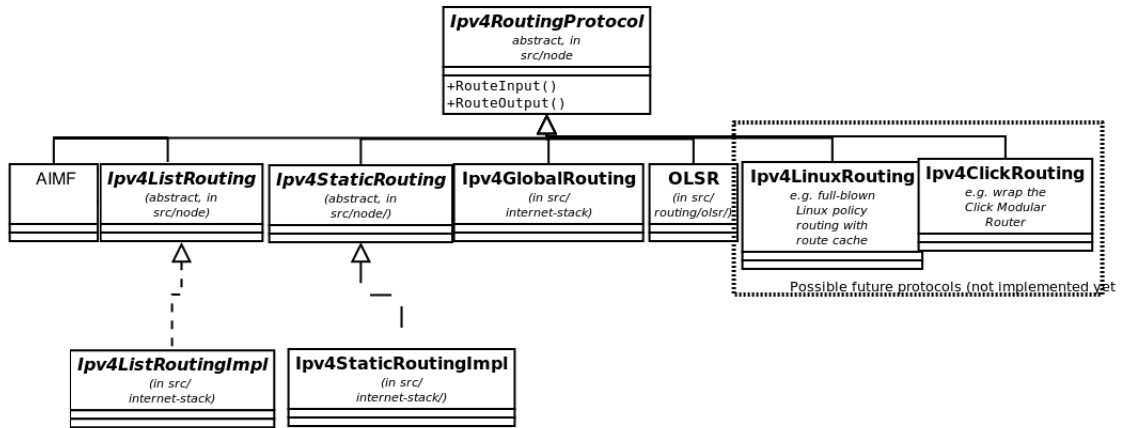 Ipv4RoutingProtocol
abstract, in
src/node
+RouteInput()
+RouteOutput()
AIMF
Ipv4ListRouting
(abstract, in
src/node)
Ipv4StaticRouting
(abstract, in
src/node/)
Ipv4GlobalRouting
(in src/
internet-stack)
OLSR
(in src/
routing/olsr/)
Ipv4LinuxRouting
e.g. full-blown
Linux policy
routing with
route cache
Ipv4ClickRouting
e.g. wrap the
Click Modular
Router
Possible future protocols (not implemented yet
Ipv4ListRoutingImpl
(in src/
internet-stack)
Ipv4StaticRoutingImpl
(in src/
internet-stack/)